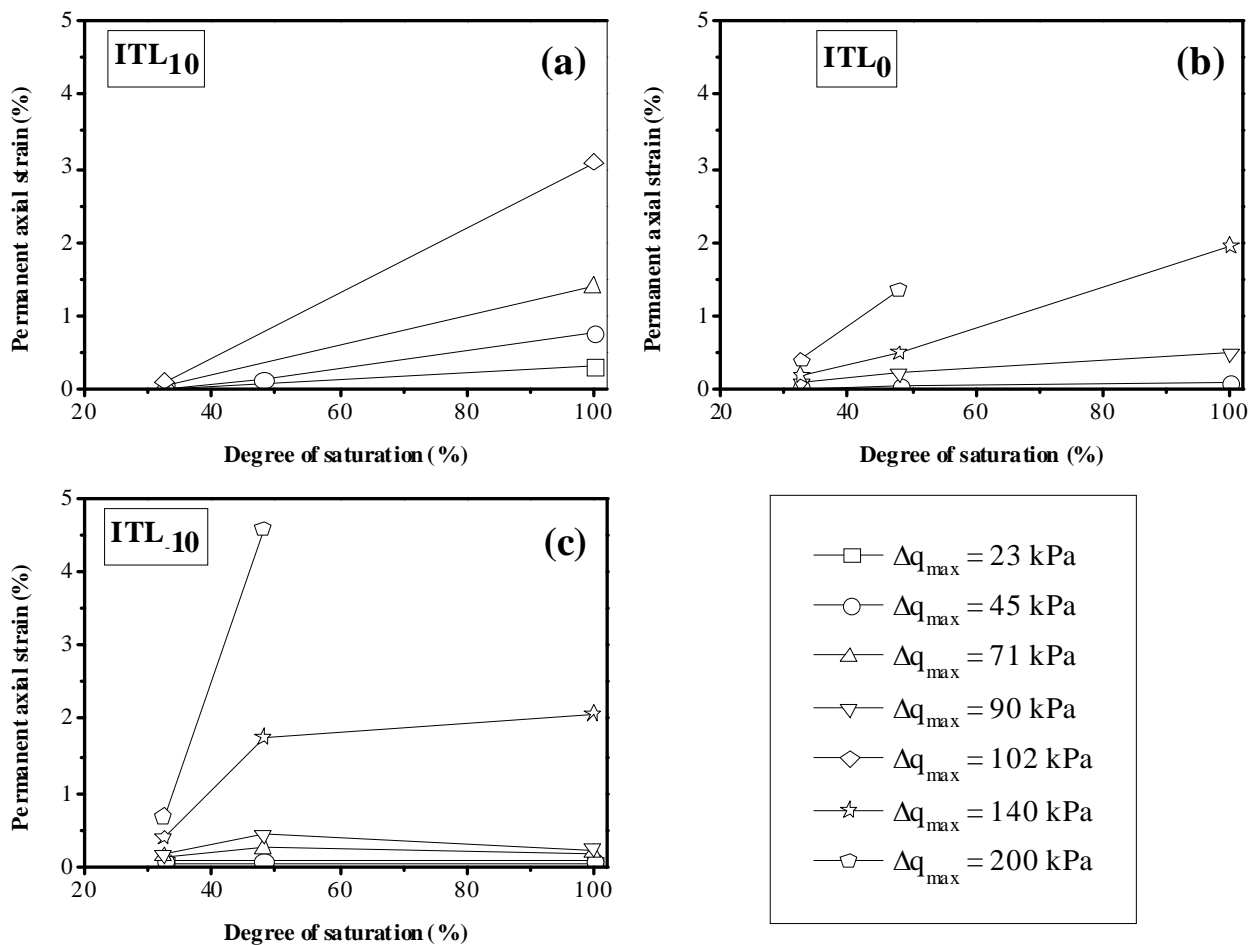 ITL10
(a)
5
4
3
2
1
0
20
40
60
80
100
Permanent axial strain (%)
Degree of saturation (%)
ITL0
(b)
5
4
3
2
1
0
20
40
60
80
100
Permanent axial strain (%)
Degree of saturation (%)
ITL-10
(c)
5
4
3
2
1
0
20
40
60
80
100
Permanent axial strain (%)
Degree of saturation (%)
Δqmax = 23 kPa
Δqmax = 45 kPa
Δqmax = 71 kPa
Δqmax = 90 kPa
Δqmax = 102 kPa
Δqmax = 140 kPa
Δqmax = 200 kPa